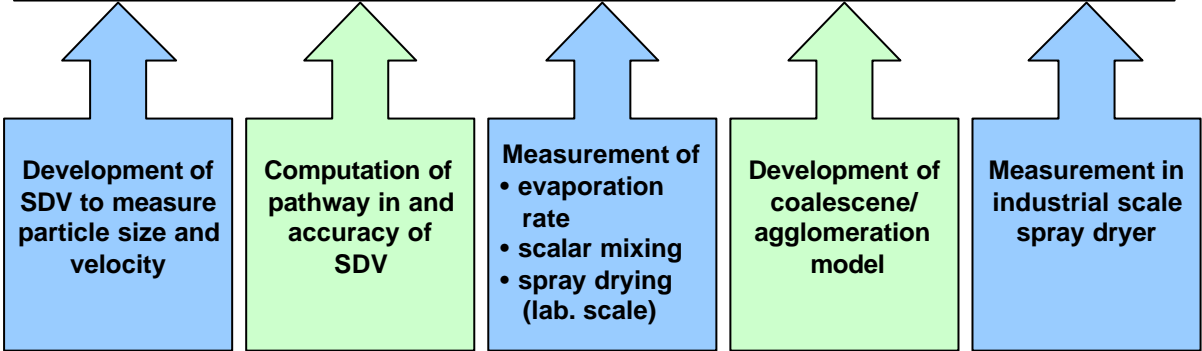 Development of
SDV to measure
particle size and
velocity
Computation of
pathway in and
accuracy of
SDV
Measurement of
• evaporation
rate
• scalar mixing
• spray drying
(lab. scale)
Development of
coalescene/
agglomeration
model
Measurement in
industrial scale
spray dryer